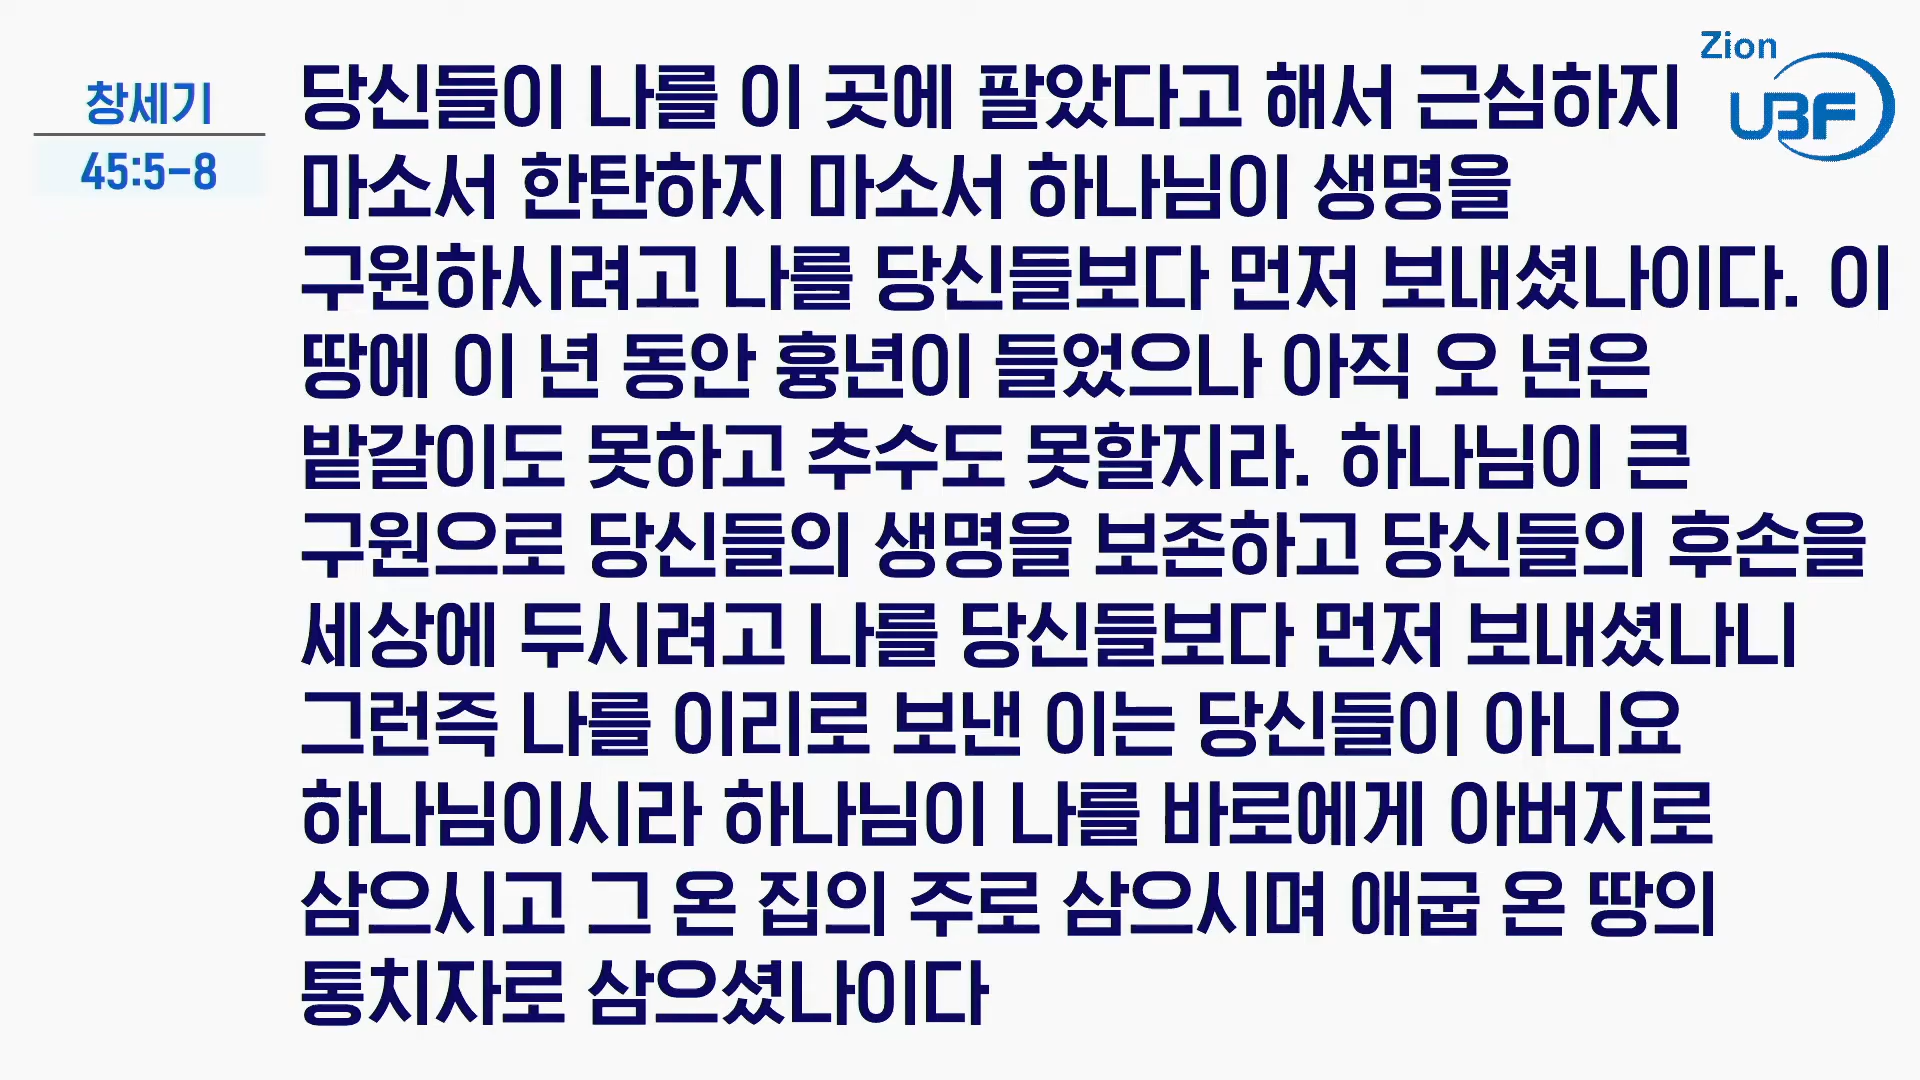 창세기
45:5-8
당신들이 나를 이 곳에 팔았다고 해서 근심하지
마소서 한탄하지 마소서 하나님이 생명을
구원하시려고 나를 당신들보다 먼저 보내셨나이다. 이
땅에 이 년 동안 흉년이 들었으나 아직 오 년은
밭갈이도 못하고 추수도 못할지라. 하나님이 큰
구원으로 당신들의 생명을 보존하고 당신들의 후손을
세상에 두시려고 나를 당신들보다 먼저 보내셨나니
그런즉 나를 이리로 보낸 이는 당신들이 아니요
하나님이시라 하나님이 나를 바로에게 아버지로
삼으시고 그 온 집의 주로 삼으시며 애굽 온 땅의
통치자로 삼으셨나이다
Zion
UBF